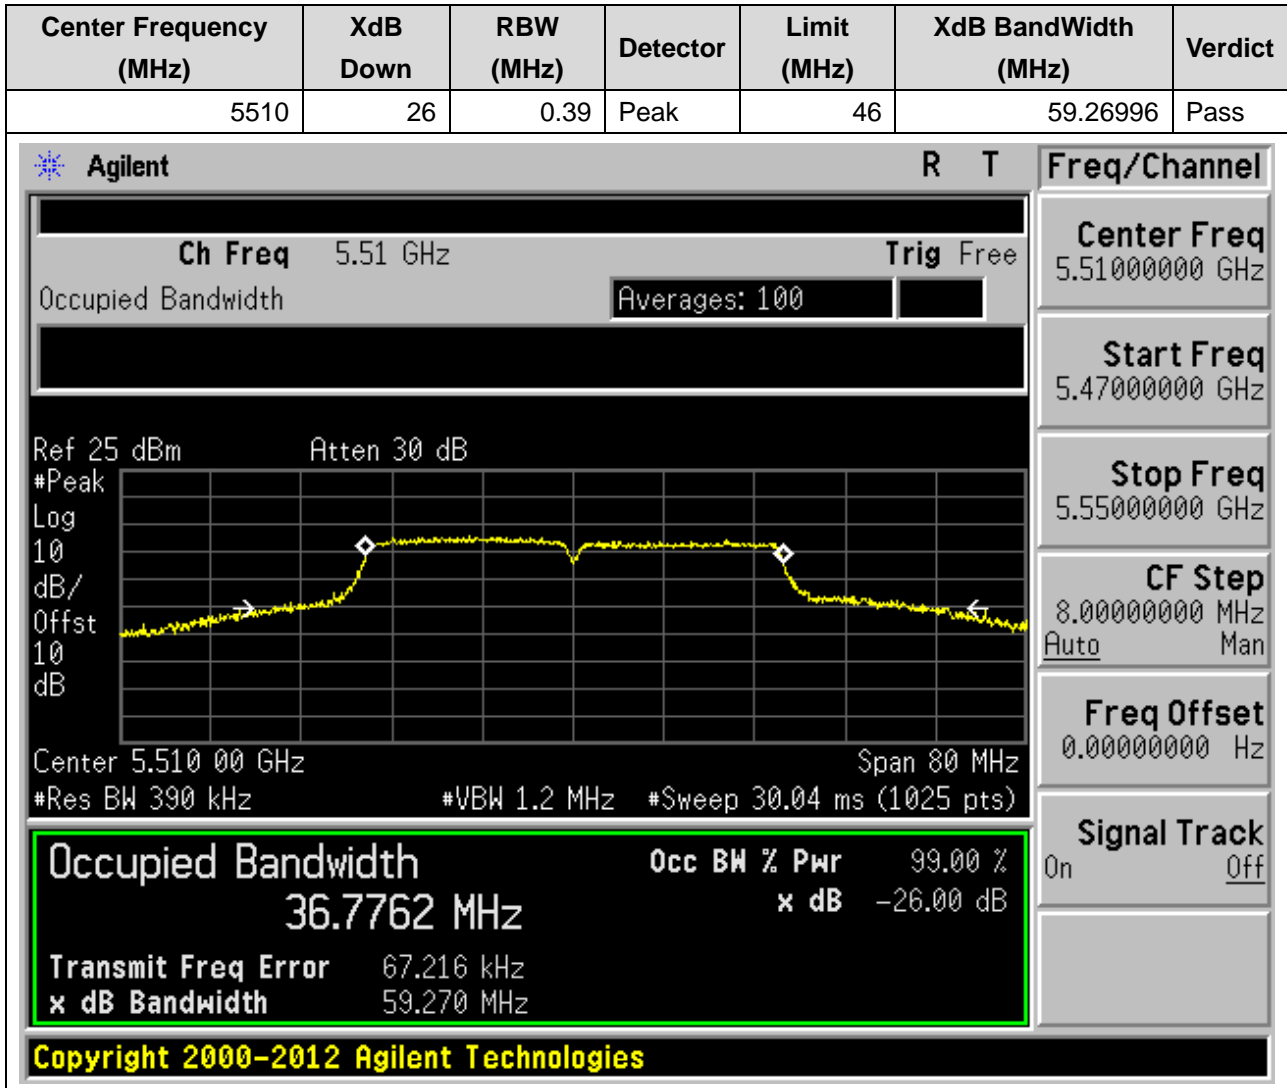 Center Frequency (MHz) XdB Down RBW (MHz) Detector Limit (MHz) XdB BandWidth (MHz) Verdict
5510 26 0.39 Peak 46 59.26996 Pass
Agilent R T
Ch Freq 5.51 GHz Trig Free
Occupied Bandwidth Averages: 100
Ref 25 dBm Atten 30 dB
#Peak
Log
10
dB/
Offst
10
dB
Center 5.510 00 GHz Span 80 MHz
#Res BW 390 kHz #VBW 1.2 MHz #Sweep 30.04 ms (1025 pts)
Occupied Bandwidth Occ BW % Pwr 99.00 %
36.7762 MHz x dB -26.00 dB
Transmit Freq Error 67.216 kHz
x dB Bandwidth 59.270 MHz
Copyright 2000-2012 Agilent Technologies
Freq/Channel
Center Freq
5.51000000 GHz
Start Freq
5.47000000 GHz
Stop Freq
5.55000000 GHz
CF Step
8.00000000 MHz
Auto Man
Freq Offset
0.00000000 Hz
Signal Track
On Off